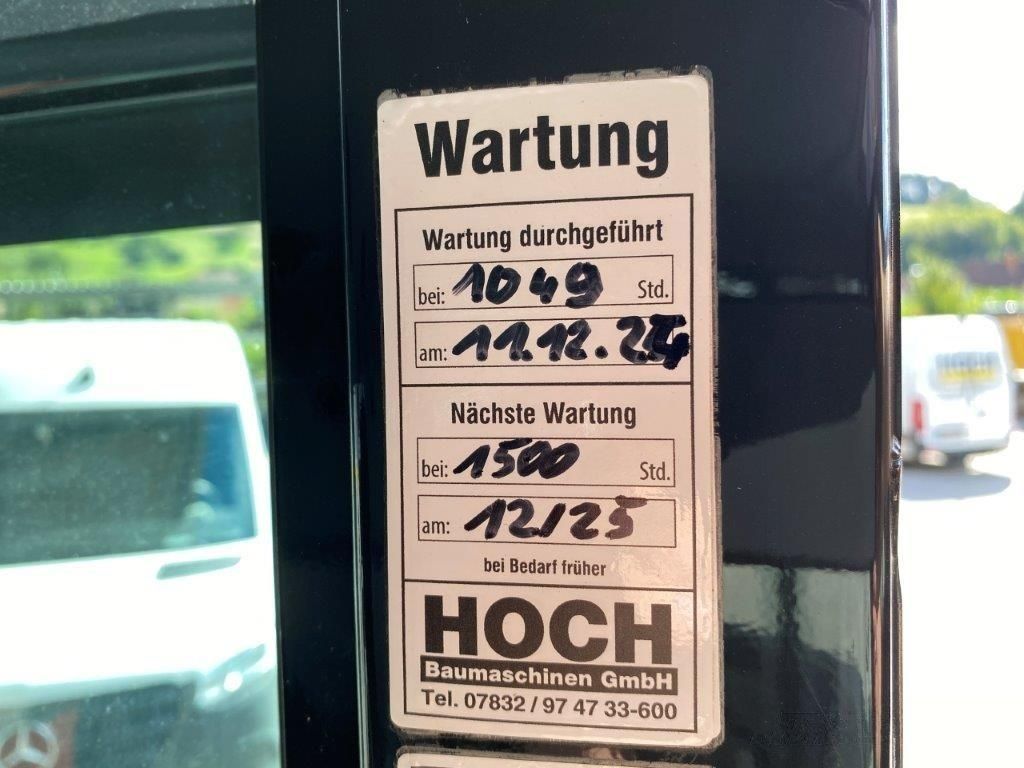 Wartung
Wartung durchgeführt
bei: 1049 Std.
am: 11.12.24
Nächste Wartung
bei: 1500 Std.
am: 12/25
bei Bedarf früher
HOCH
Baumaschinen GmbH
Tel. 07832 / 97 47 33-600
HOCH